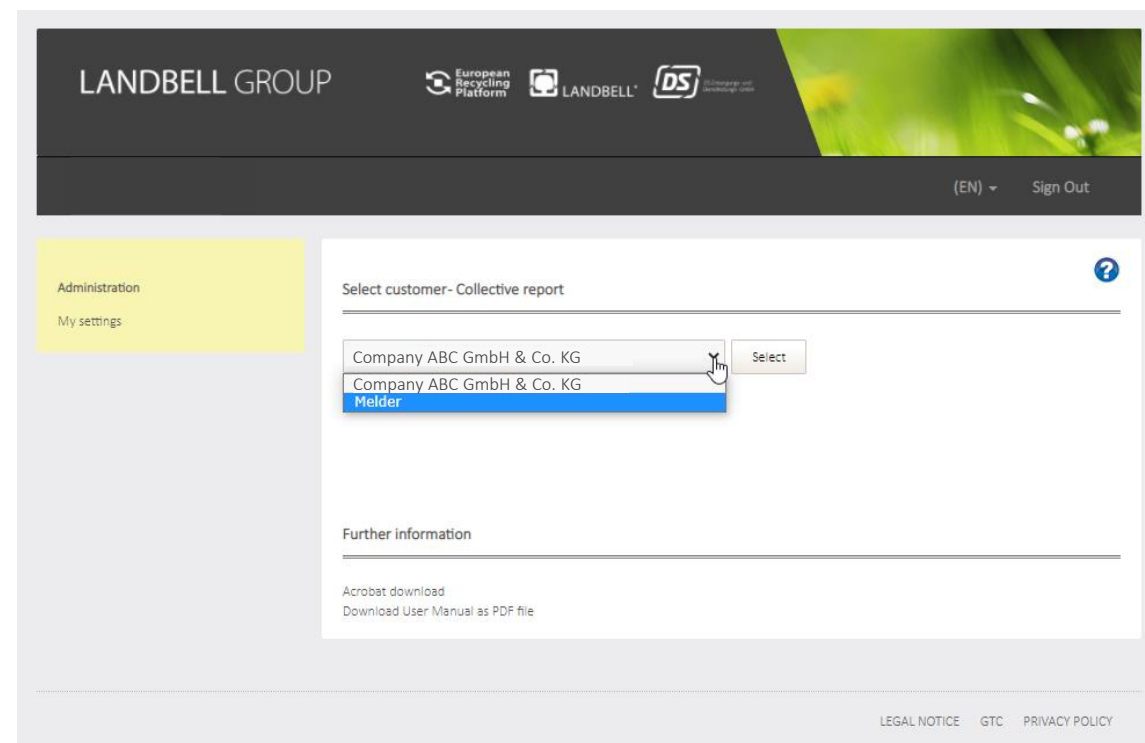 LANDBELL GROUP
European
Recycling
Platform
LANDBELL
DS
(EN)
Sign Out
Administration
My settings
Select customer- Collective report
?
Company ABC GmbH & Co. KG
Select
Company ABC GmbH & Co. KG
Melder
Further information
Acrobat download
Download User Manual as PDF file
LEGAL NOTICE GTC PRIVACY POLICY